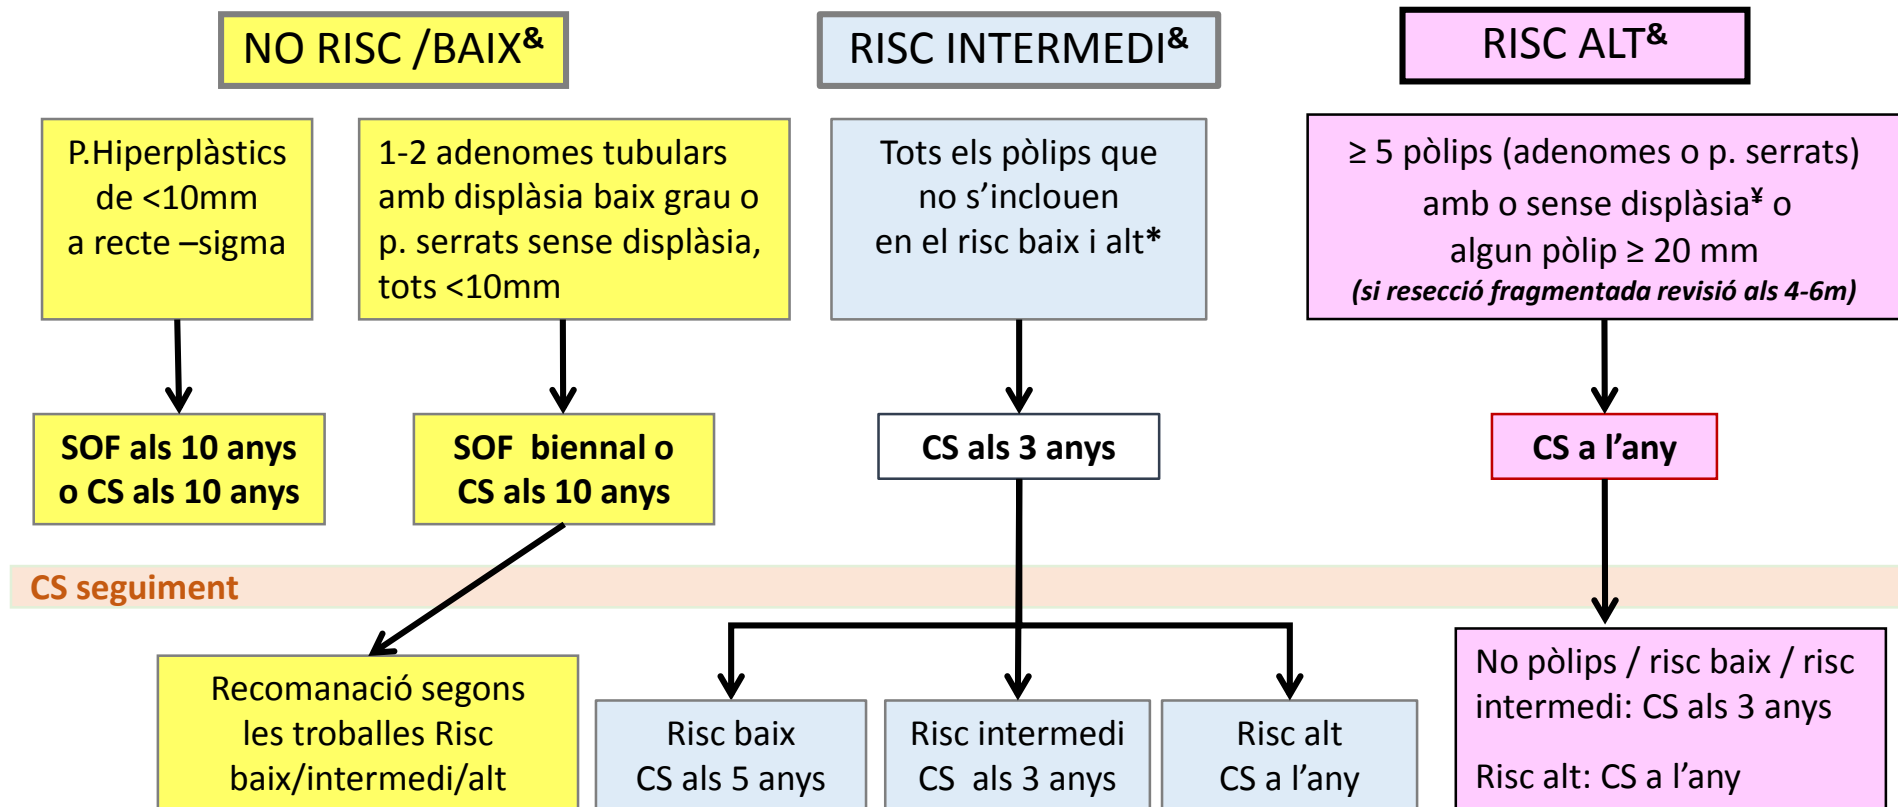 NO RISC /BAIX&
RISC INTERMEDI&
RISC ALT&
P.Hiperplàstics
de <10mm
a recte –sigma
1-2 adenomes tubulars
amb displàsia baix grau o
p. serrats sense displàsia,
tots <10mm
Tots els pòlips que
no s’inclouen
en el risc baix i alt*
≥ 5 pòlips (adenomes o p. serrats)
amb o sense displàsia¥ o
algun pòlip ≥ 20 mm
(si resecció fragmentada revisió als 4-6m)
SOF als 10 anys
o CS als 10 anys
SOF biennal o
CS als 10 anys
CS als 3 anys
CS a l’any
CS seguiment
Recomanació segons
les troballes Risc
baix/intermedi/alt
Risc baix
CS als 5 anys
Risc intermedi
CS als 3 anys
Risc alt
CS a l’any
No pòlips / risc baix / risc
intermedi: CS als 3 anys
Risc alt: CS a l’any